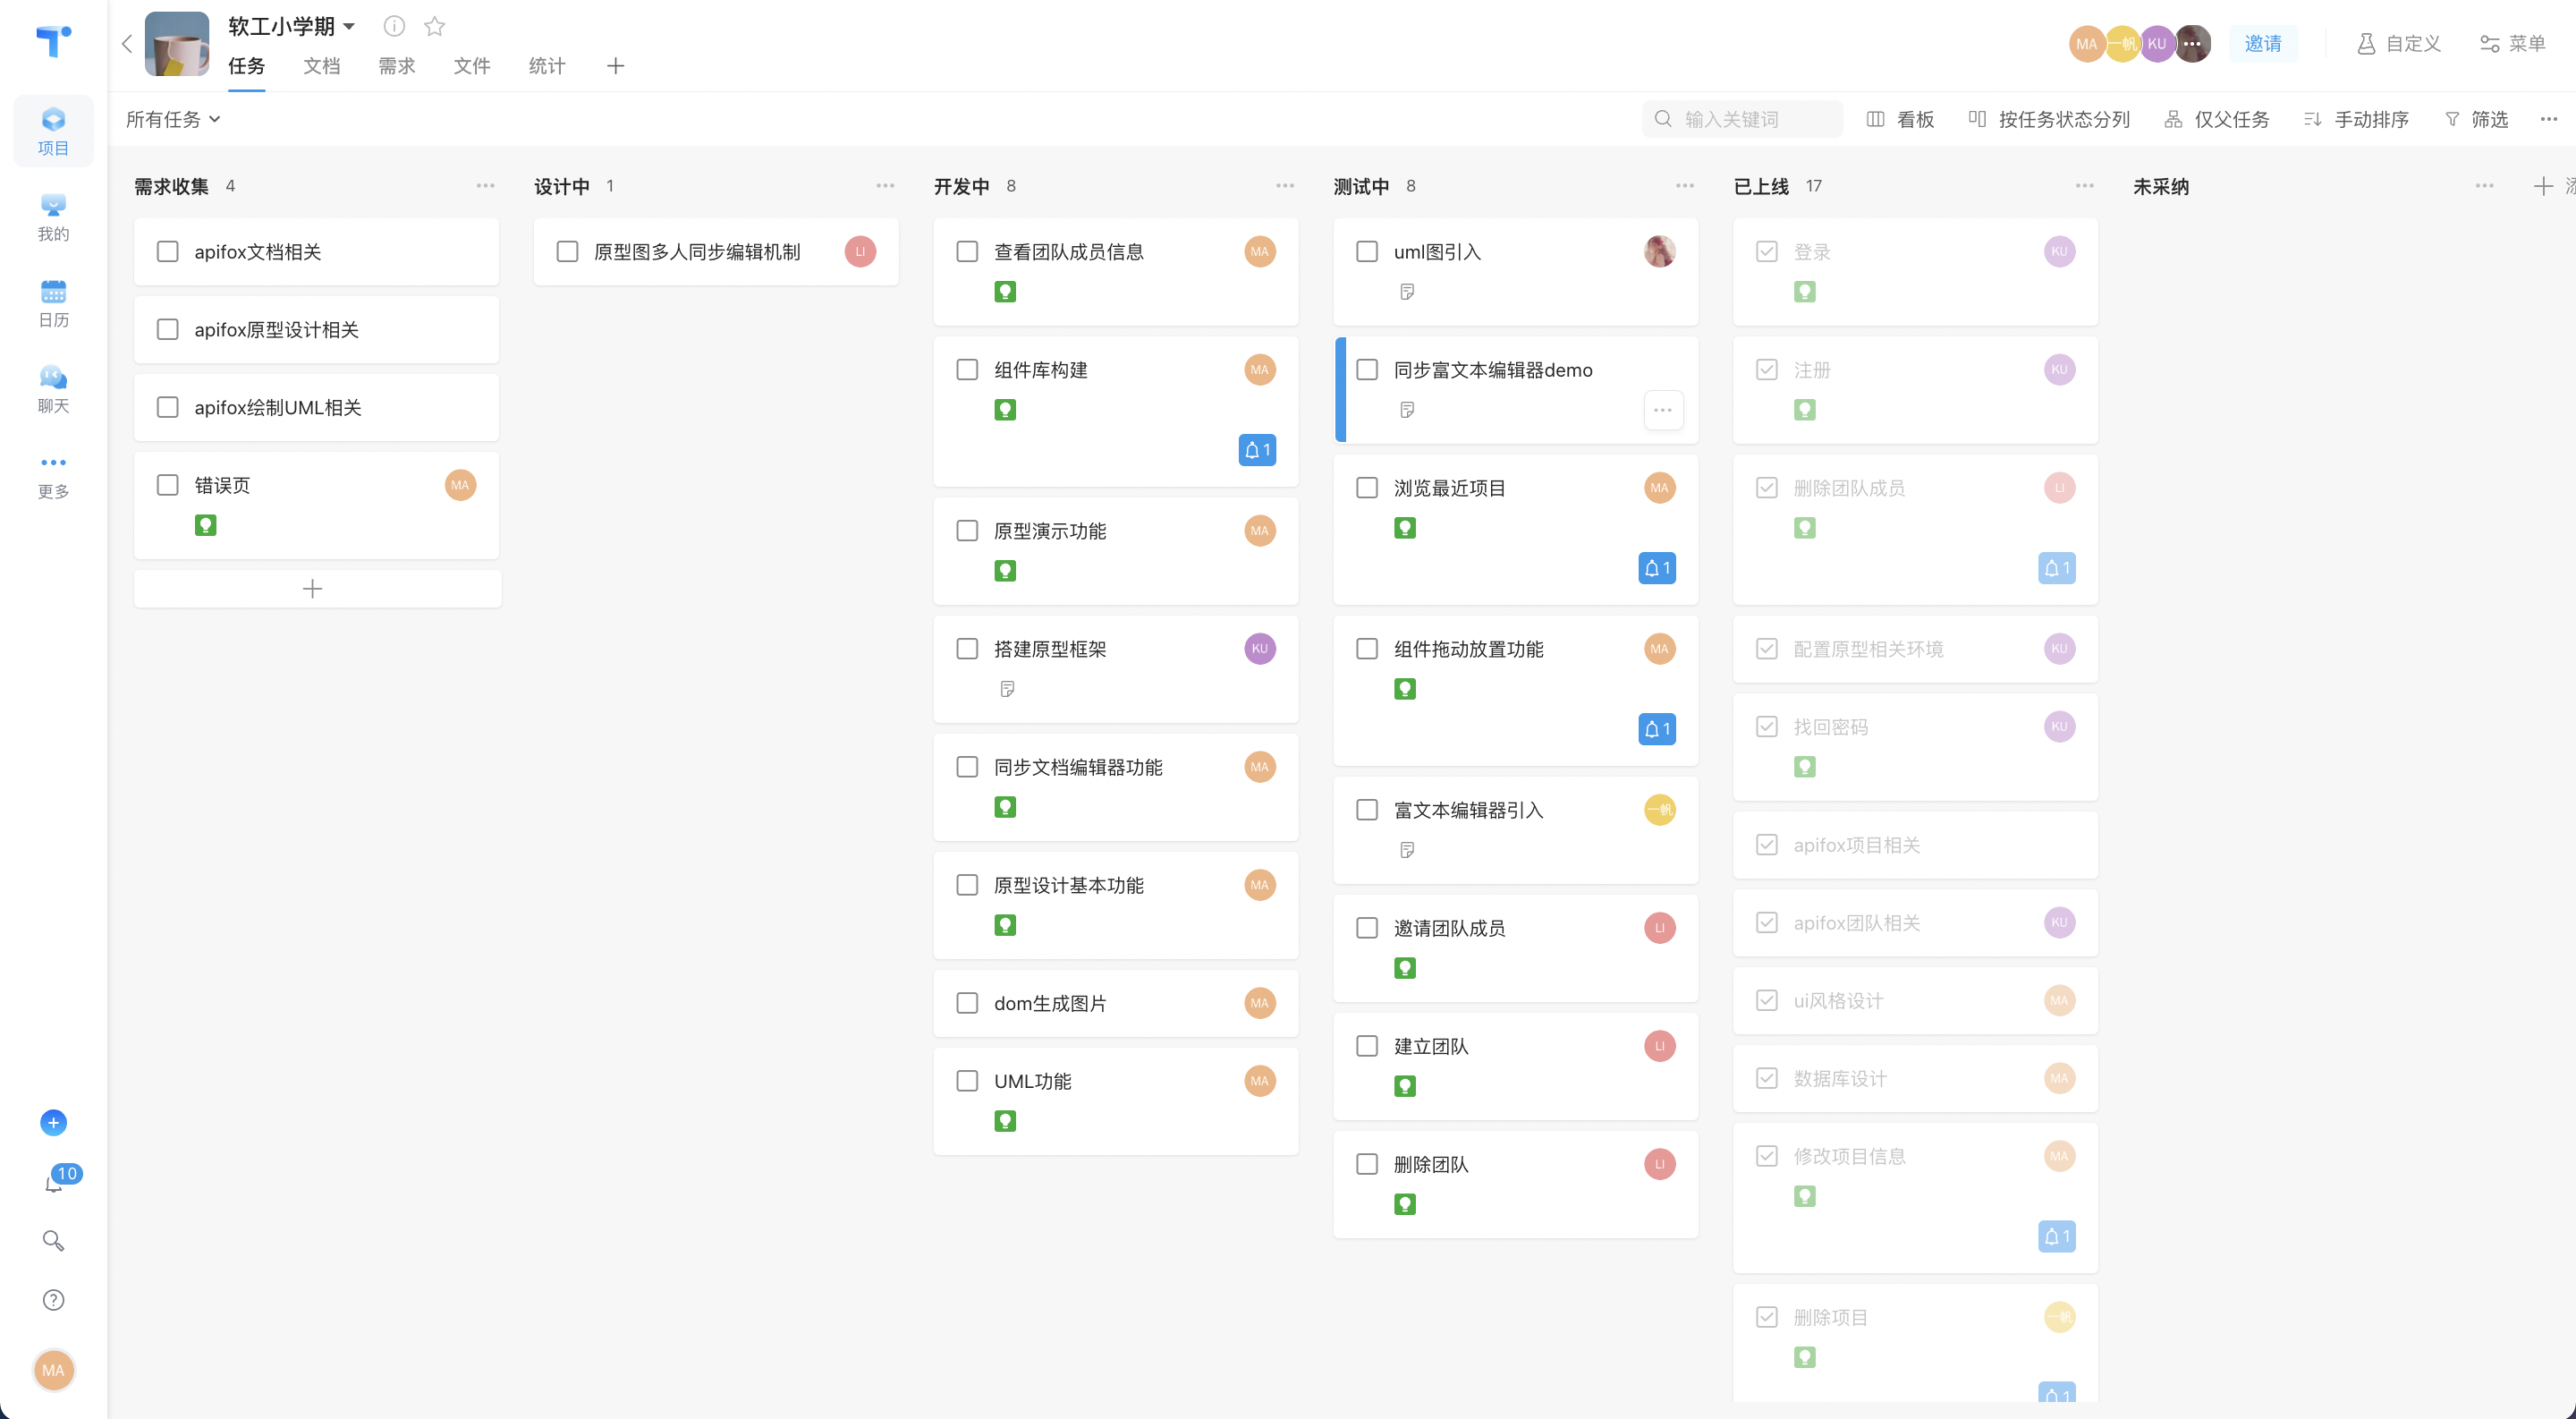 软工小学期
任务 文档 需求 文件 统计
MA 一帆 KU
邀请
自定义
菜单
项目
我的
日历
聊天
更多
10
MA
所有任务
输入关键词
看板
按任务状态分列
仅父任务
手动排序
筛选
需求收集 4
apifox文档相关
apifox原型设计相关
apifox绘制UML相关
错误页 MA
设计中 1
原型图多人同步编辑机制 LI
开发中 8
查看团队成员信息 MA
组件库构建 MA
1
原型演示功能 MA
搭建原型框架 KU
同步文档编辑器功能 MA
原型设计基本功能 MA
dom生成图片 MA
UML功能 MA
测试中 8
uml图引入
同步富文本编辑器demo
浏览最近项目 MA
1
组件拖动放置功能 MA
1
富文本编辑器引入 一帆
邀请团队成员 LI
建立团队 LI
删除团队 LI
已上线 17
登录 KU
注册 KU
删除团队成员 LI
1
配置原型相关环境 KU
找回密码 KU
apifox项目相关
apifox团队相关 KU
ui风格设计 MA
数据库设计 MA
修改项目信息 MA
1
删除项目 一帆
1
未采纳